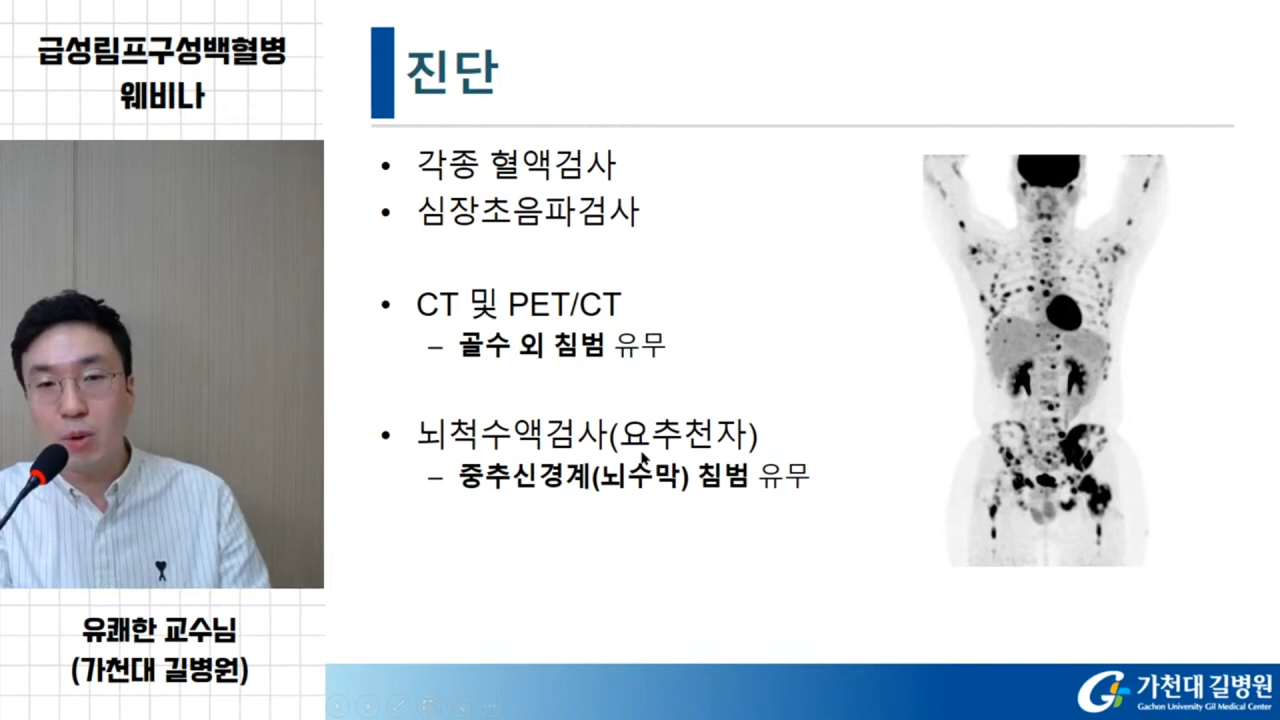 급성림프구성백혈병
웨비나
진단
• 각종 혈액검사
• 심장초음파검사
• CT 및 PET/CT
– 골수 외 침범 유무
• 뇌척수액검사(요추천자)
– 중추신경계(뇌수막) 침범 유무
유쾌한 교수님
(가천대 길병원)
가천대 길병원
Gachon University Gil Medical Center